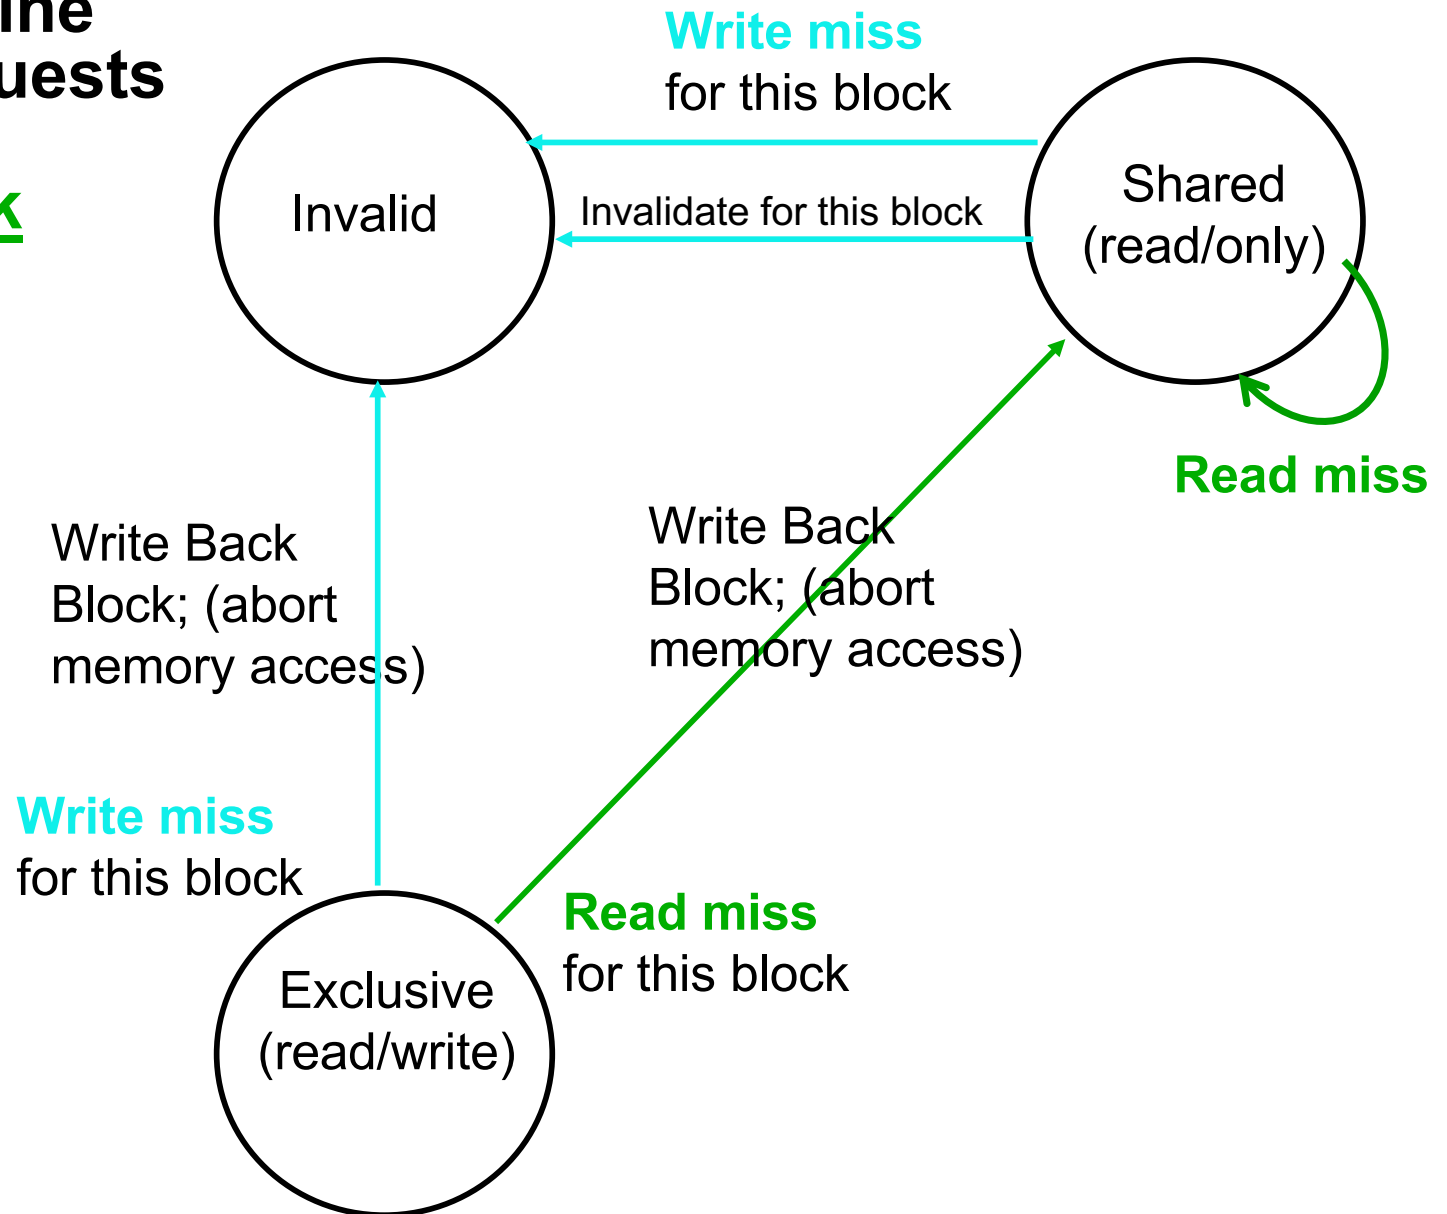 ine
uests
k
Write miss
for this block
Invalid
Invalidate for this block
Shared
(read/only)
Read miss
Write Back
Block; (abort
memory access)
Write Back
Block; (abort
memory access)
Write miss
for this block
Read miss
for this block
Exclusive
(read/write)